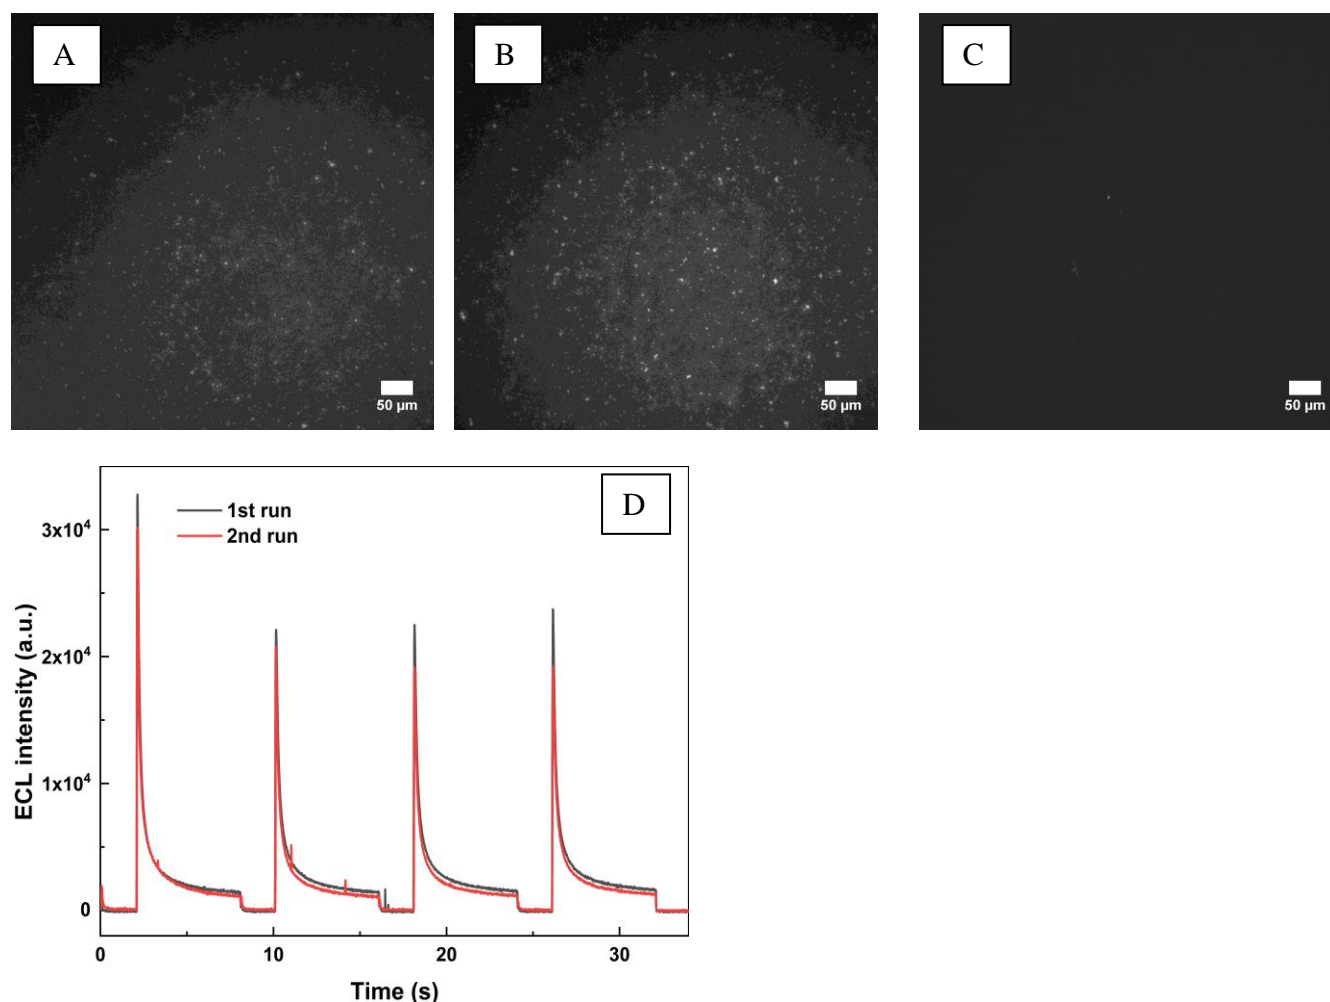 A
B
C
50 µm
50 µm
50 µm
D
1st run
2nd run
3x10⁴
2x10⁴
1x10⁴
0
ECL intensity (a.u.)
0
10
20
30
Time (s)